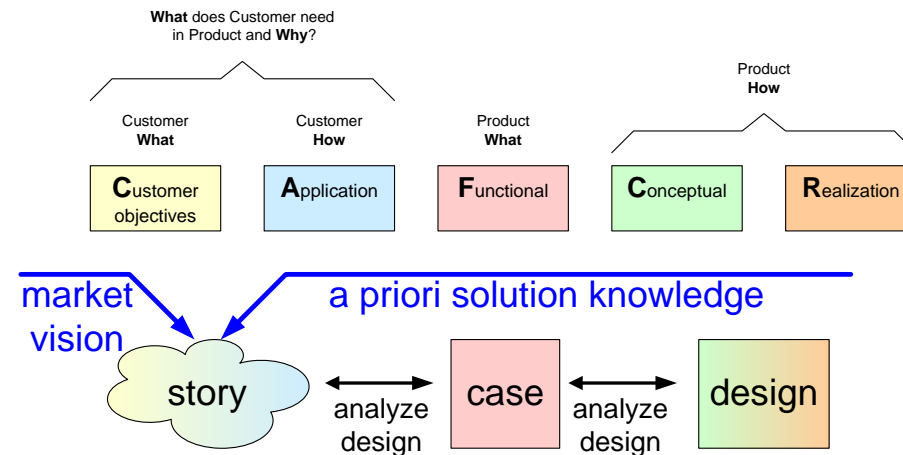 What does Customer need
in Product and Why?
Product
How
Customer
What
Customer
How
Product
What
Customer
objectives
Application
Functional
Conceptual
Realization
market
vision
a priori solution knowledge
story
analyze
design
case
analyze
design
design